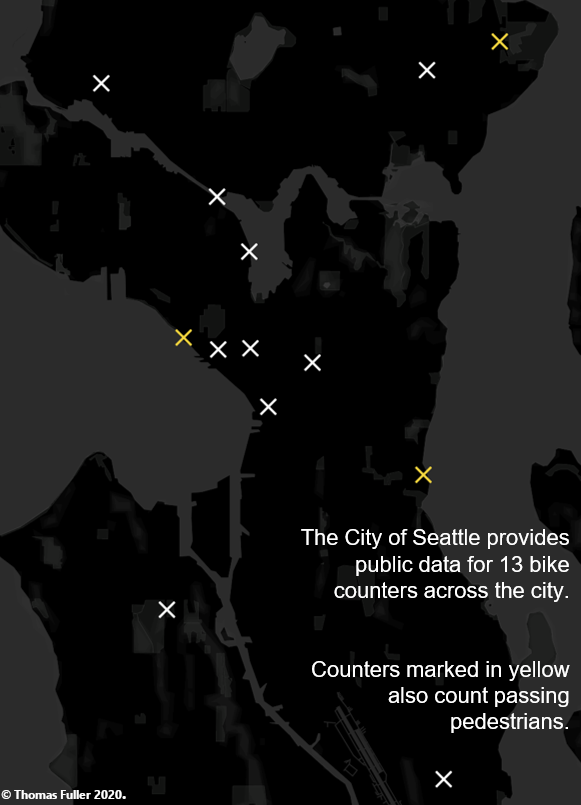 The City of Seattle provides
public data for 13 bike
counters across the city.
Counters marked in yellow
also count passing
pedestrians.
© Thomas Fuller 2020.